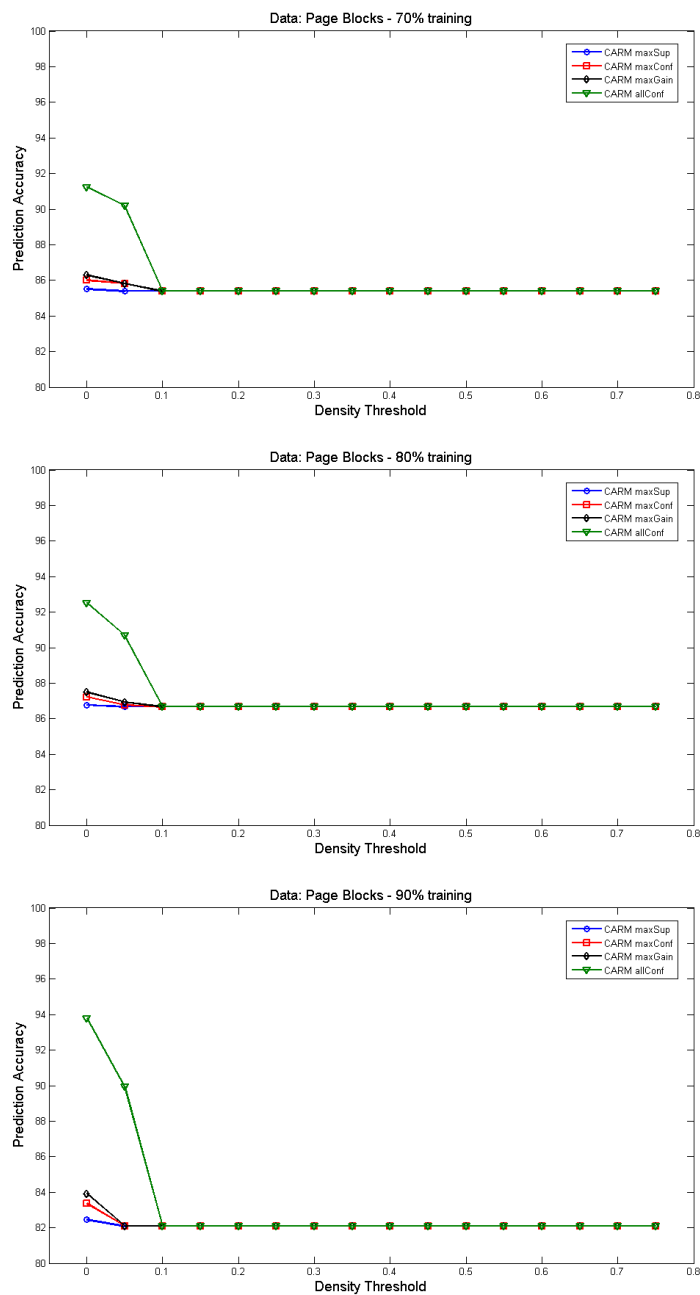 Data: Page Blocks - 70% training
100
98
96
94
92
90
88
86
84
82
80
Prediction Accuracy
CARM maxSup
CARM maxConf
CARM maxGain
CARM allConf
0 0.1 0.2 0.3 0.4 0.5 0.6 0.7 0.8
Density Threshold
Data: Page Blocks - 80% training
100
98
96
94
92
90
88
86
84
82
80
Prediction Accuracy
CARM maxSup
CARM maxConf
CARM maxGain
CARM allConf
0 0.1 0.2 0.3 0.4 0.5 0.6 0.7 0.8
Density Threshold
Data: Page Blocks - 90% training
100
98
96
94
92
90
88
86
84
82
80
Prediction Accuracy
CARM maxSup
CARM maxConf
CARM maxGain
CARM allConf
0 0.1 0.2 0.3 0.4 0.5 0.6 0.7 0.8
Density Threshold